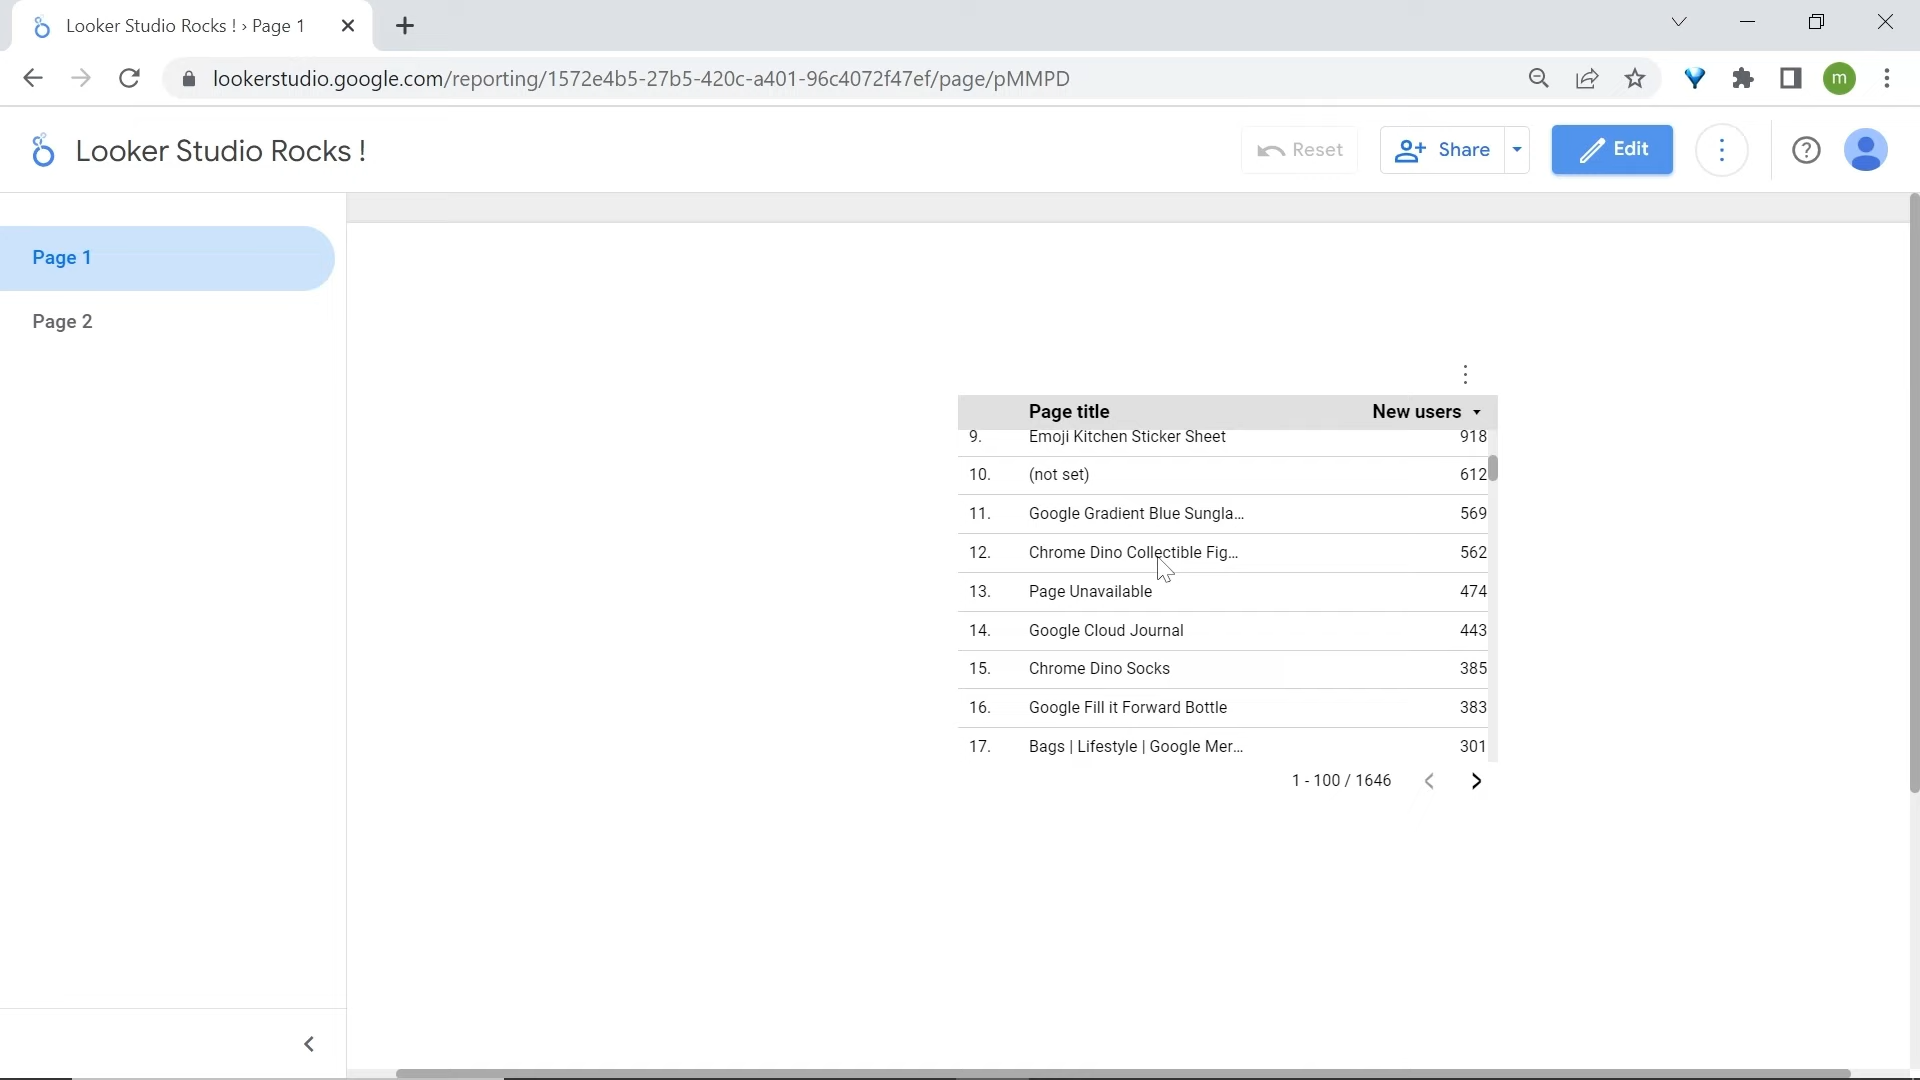 Looker Studio Rocks ! › Page 1
lookerstudio.google.com/reporting/1572e4b5-27b5-420c-a401-96c4072f47ef/page/pMMPD
m
Looker Studio Rocks !
Reset
Share
Edit
Page 1
Page 2
Page title New users
9. Emoji Kitchen Sticker Sheet 918
10. (not set) 612
11. Google Gradient Blue Sungla... 569
12. Chrome Dino Collectible Fig... 562
13. Page Unavailable 474
14. Google Cloud Journal 443
15. Chrome Dino Socks 385
16. Google Fill it Forward Bottle 383
17. Bags | Lifestyle | Google Mer... 301
1 - 100 / 1646